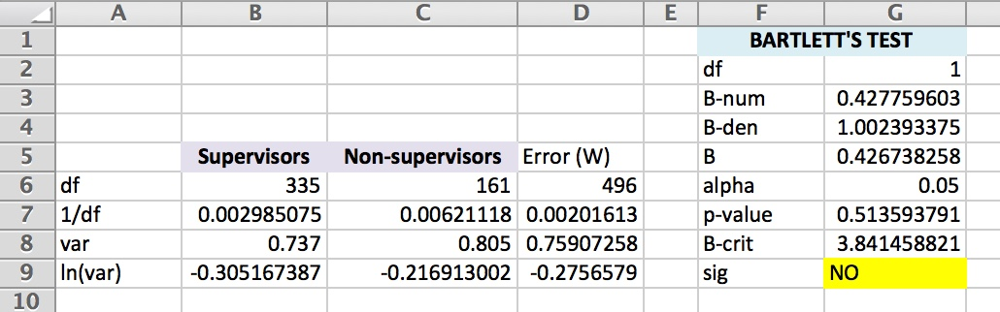 A B C D E F G
1 BARTLETT'S TEST
2 df 1
3 B-num 0.427759603
4 B-den 1.002393375
5 Supervisors Non-supervisors Error (W) B 0.426738258
6 df 335 161 496 alpha 0.05
7 1/df 0.002985075 0.00621118 0.00201613 p-value 0.513593791
8 var 0.737 0.805 0.75907258 B-crit 3.841458821
9 ln(var) -0.305167387 -0.216913002 -0.2756579 sig NO
10